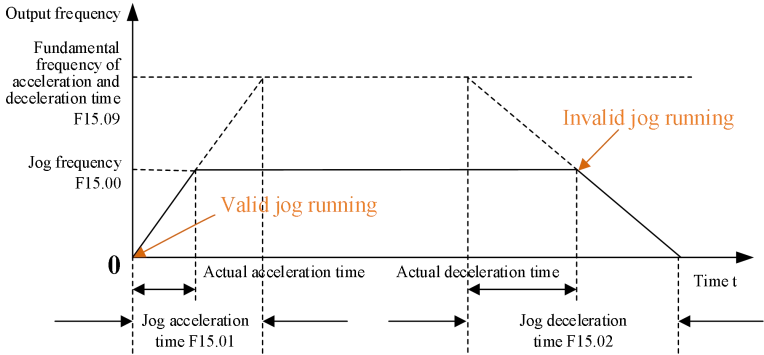 Output frequency
Fundamental
frequency of
acceleration and
deceleration time
F15.09
Invalid jog running
Jog frequency
F15.00
Valid jog running
0
Actual acceleration time
Actual deceleration time
Time t
Jog acceleration
time F15.01
Jog deceleration
time F15.02